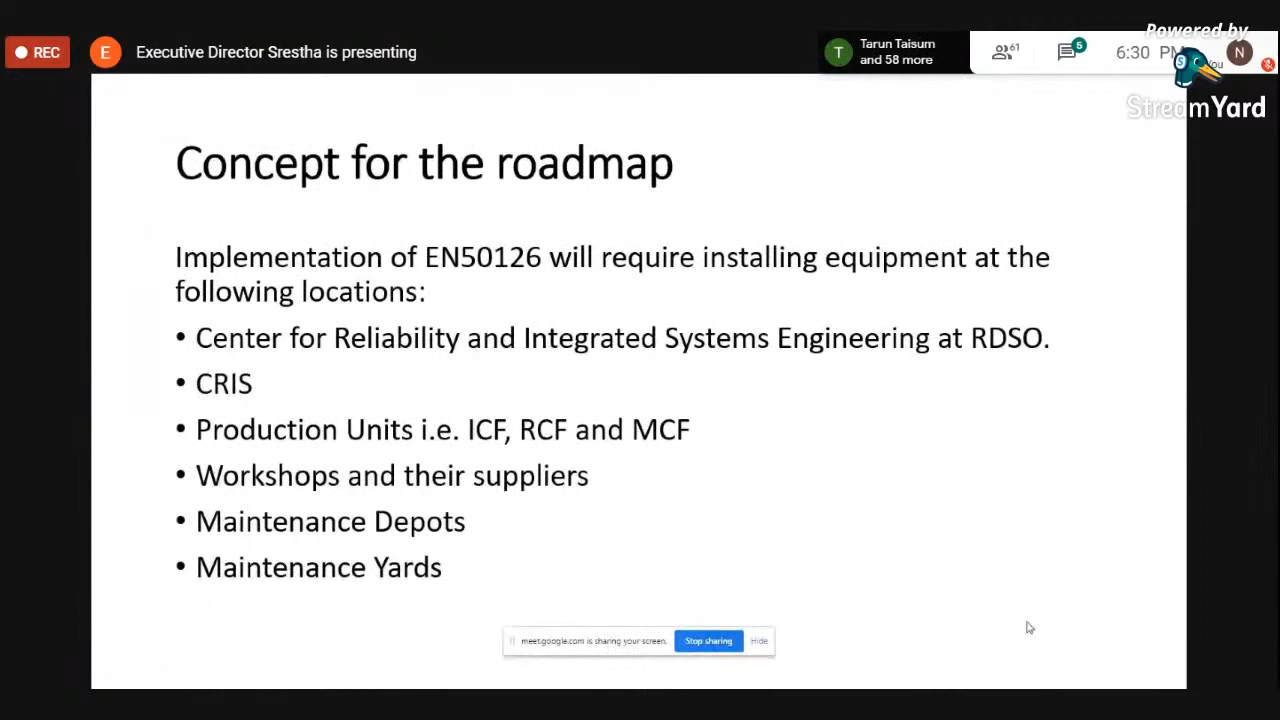 Powered by
REC
E
Executive Director Srestha is presenting
T
Tarun Taisum
and 58 more
61
5
6:30 PM
You
N
S
StreamYard
Concept for the roadmap
Implementation of EN50126 will require installing equipment at the
following locations:
• Center for Reliability and Integrated Systems Engineering at RDSO.
• CRIS
• Production Units i.e. ICF, RCF and MCF
• Workshops and their suppliers
• Maintenance Depots
• Maintenance Yards
meet.google.com is sharing your screen.
Stop sharing
Hide